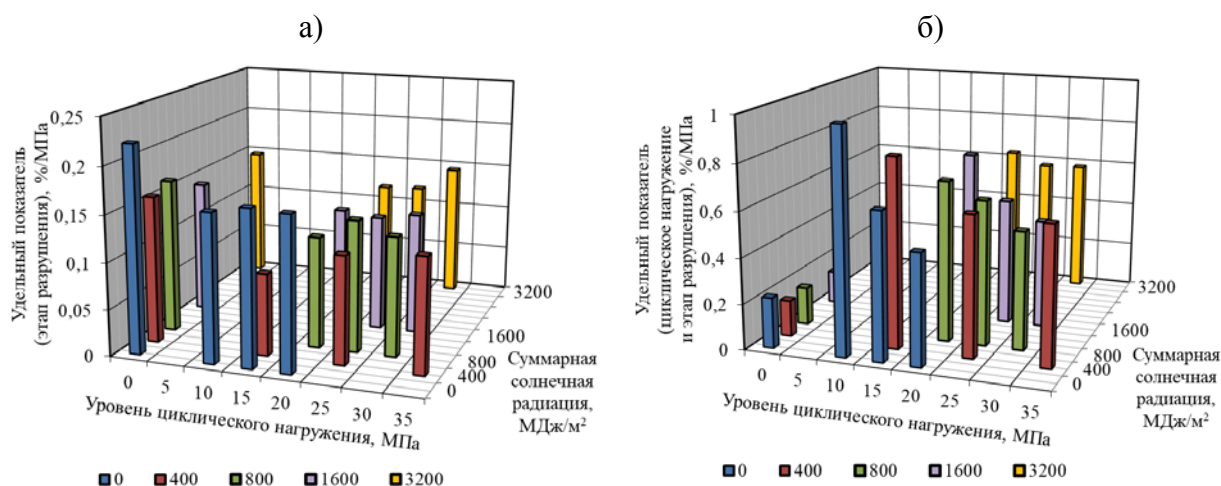 а)
Удельный показатель
(этап разрушения), %/МПа
0,25
0,2
0,15
0,1
0,05
0
0 5 10 15 20 25 30 35
Уровень циклического нагружения, МПа
3200
1600
800
400
0
Суммарная
солнечная
радиация,
МДж/м²
0 400 800 1600 3200
б)
Удельный показатель
(циклическое нагружение
и этап разрушения), %/МПа
1
0,8
0,6
0,4
0,2
0
0 5 10 15 20 25 30 35
Уровень циклического нагружения, МПа
3200
1600
800
400
0
Суммарная
солнечная
радиация,
МДж/м²
0 400 800 1600 3200